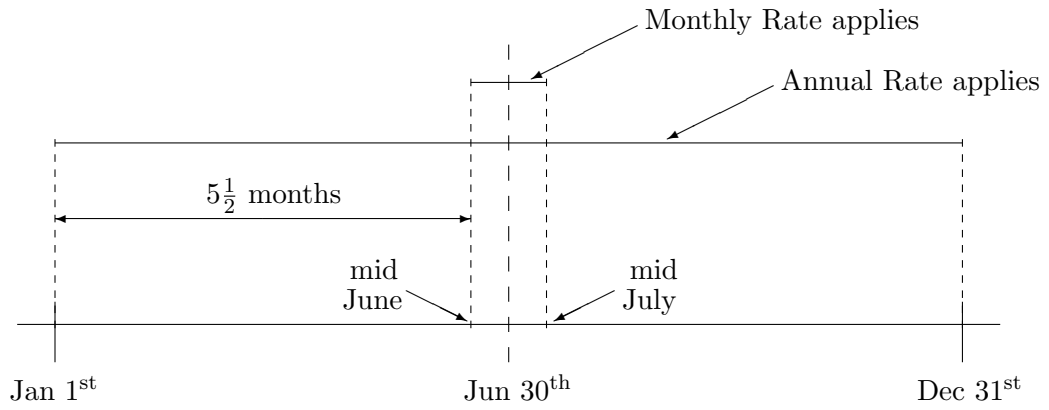 Monthly Rate applies
Annual Rate applies
5½ months
mid
June
mid
July
Jan 1st
Jun 30th
Dec 31st